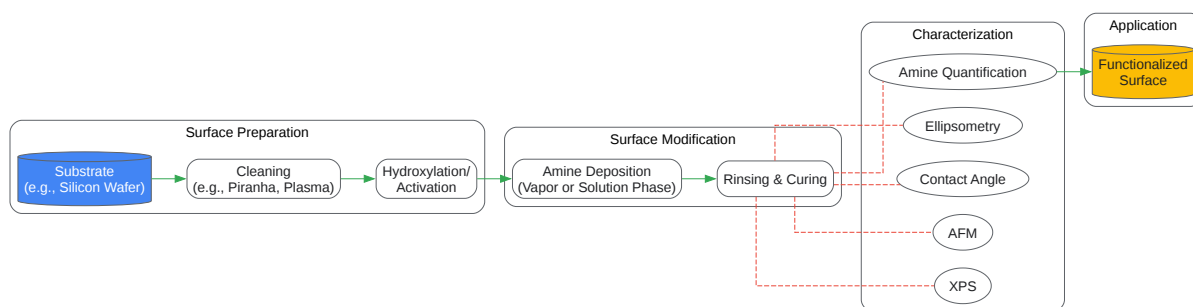 Surface Preparation
Substrate
(e.g., Silicon Wafer)
Cleaning
(e.g., Piranha, Plasma)
Hydroxylation/
Activation
Surface Modification
Amine Deposition
(Vapor or Solution Phase)
Rinsing & Curing
Characterization
Amine Quantification
Ellipsometry
Contact Angle
AFM
XPS
Application
Functionalized
Surface